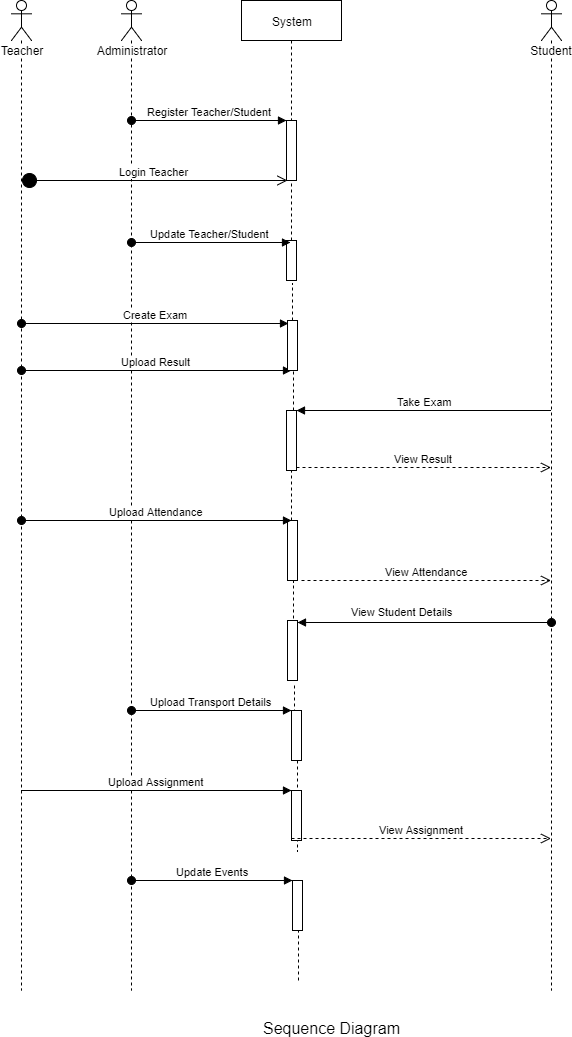 System
Teacher
Administrator
Student
Register Teacher/Student
Login Teacher
Update Teacher/Student
Create Exam
Upload Result
Take Exam
View Result
Upload Attendance
View Attendance
View Student Details
Upload Transport Details
Upload Assignment
View Assignment
Update Events
Sequence Diagram